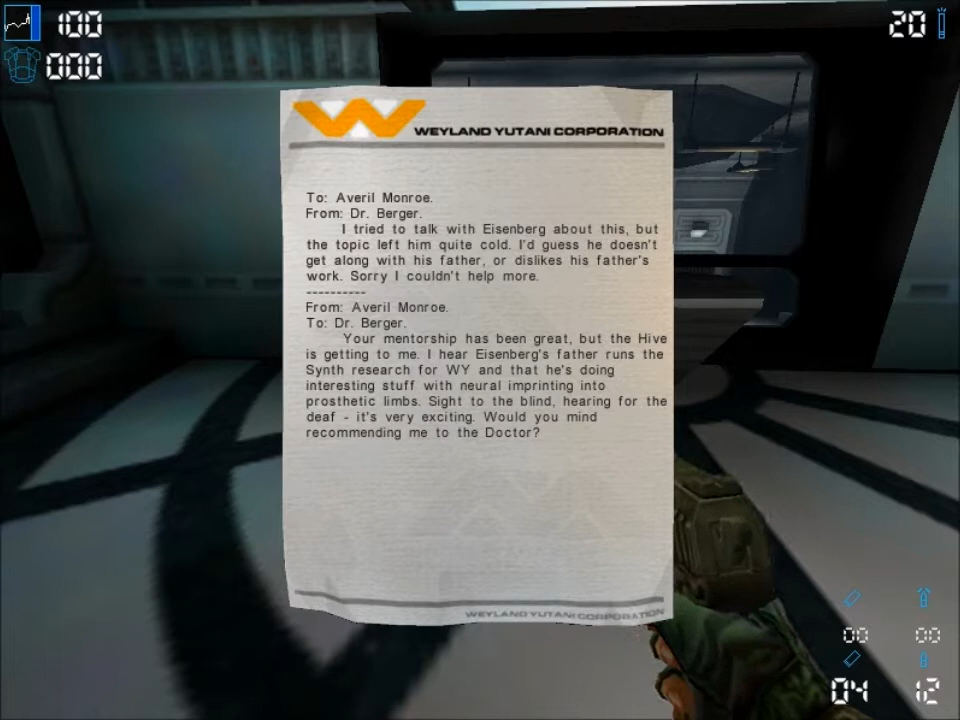 100
20
000
WEYLAND YUTANI CORPORATION
To: Averil Monroe.
From: Dr. Berger.
I tried to talk with Eisenberg about this, but
the topic left him quite cold. I'd guess he doesn't
get along with his father, or dislikes his father's
work. Sorry I couldn't help more.
----------
From: Averil Monroe.
To: Dr. Berger.
Your mentorship has been great, but the Hive
is getting to me. I hear Eisenberg's father runs the
Synth research for WY and that he's doing
interesting stuff with neural imprinting into
prosthetic limbs. Sight to the blind, hearing for the
deaf - it's very exciting. Would you mind
recommending me to the Doctor?
WEYLAND YUTANI CORPORATION
00 00
04 12